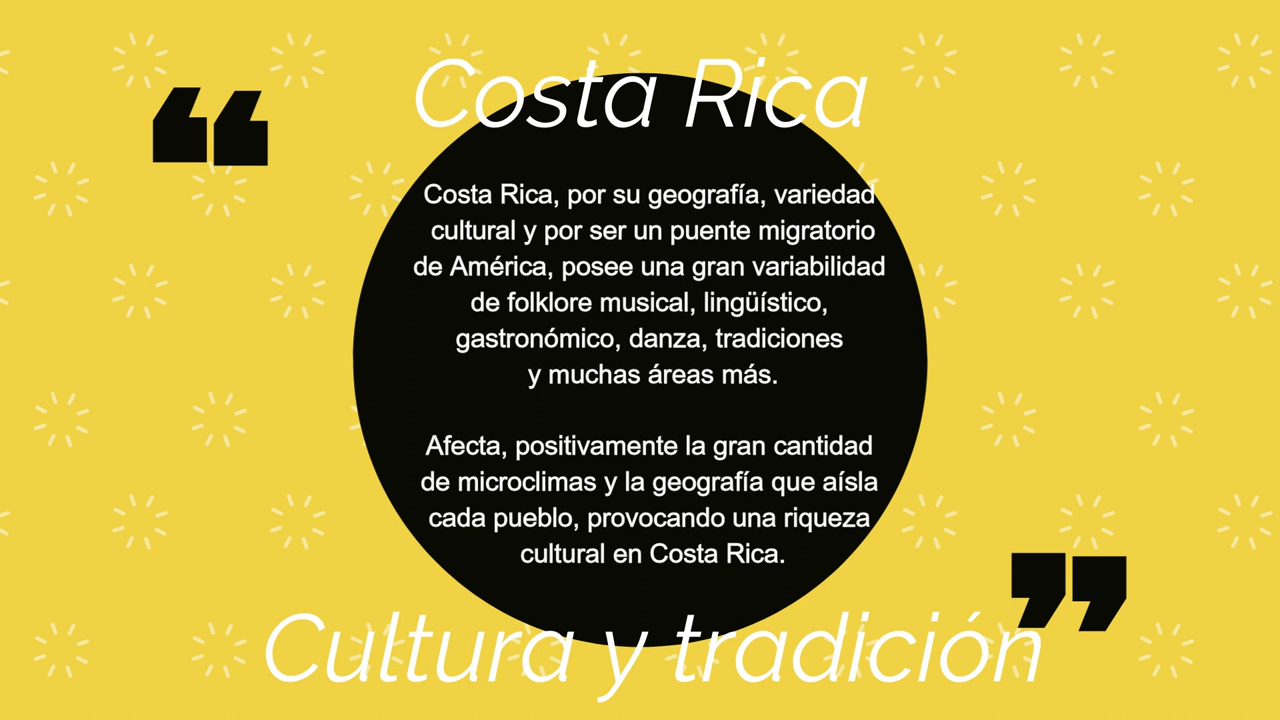 Costa Rica
Costa Rica, por su geografía, variedad
cultural y por ser un puente migratorio
de América, posee una gran variabilidad
de folklore musical, lingüístico,
gastronómico, danza, tradiciones
y muchas áreas más.
Afecta, positivamente la gran cantidad
de microclimas y la geografía que aísla
cada pueblo, provocando una riqueza
cultural en Costa Rica.
Cultura y tradición